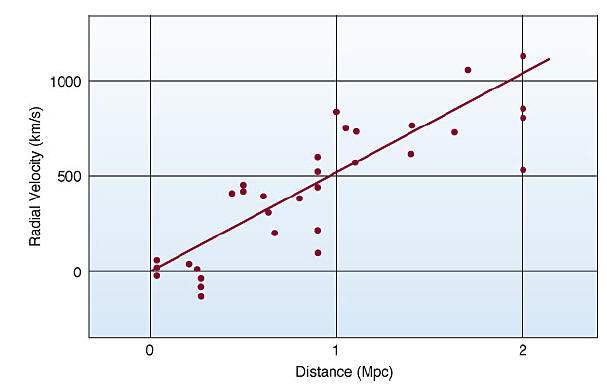 1000
500
0
Radial Velocity (km/s)
0 1 2
Distance (Mpc)